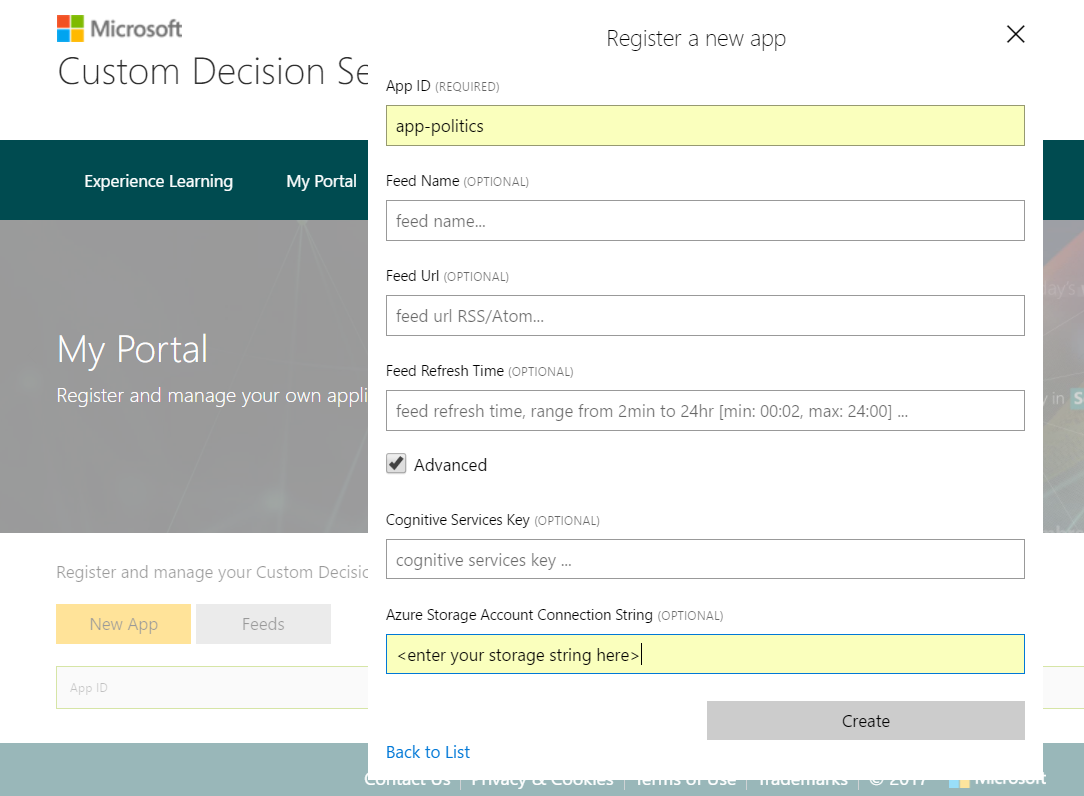 Microsoft
Custom Decision Se
Experience Learning
My Portal
My Portal
Register and manage your own appli
Register and manage your Custom Decisic
New App
Feeds
App ID
Register a new app
App ID (REQUIRED)
app-politics
Feed Name (OPTIONAL)
feed name...
Feed Url (OPTIONAL)
feed url RSS/Atom...
Feed Refresh Time (OPTIONAL)
feed refresh time, range from 2min to 24hr [min: 00:02, max: 24:00] ...
Advanced
Cognitive Services Key (OPTIONAL)
cognitive services key ...
Azure Storage Account Connection String (OPTIONAL)
<enter your storage string here>
Create
Back to List
lay's
y in S
Contact Us | Privacy & Cookies | Terms of Use | Trademarks | © 2017 Microsoft